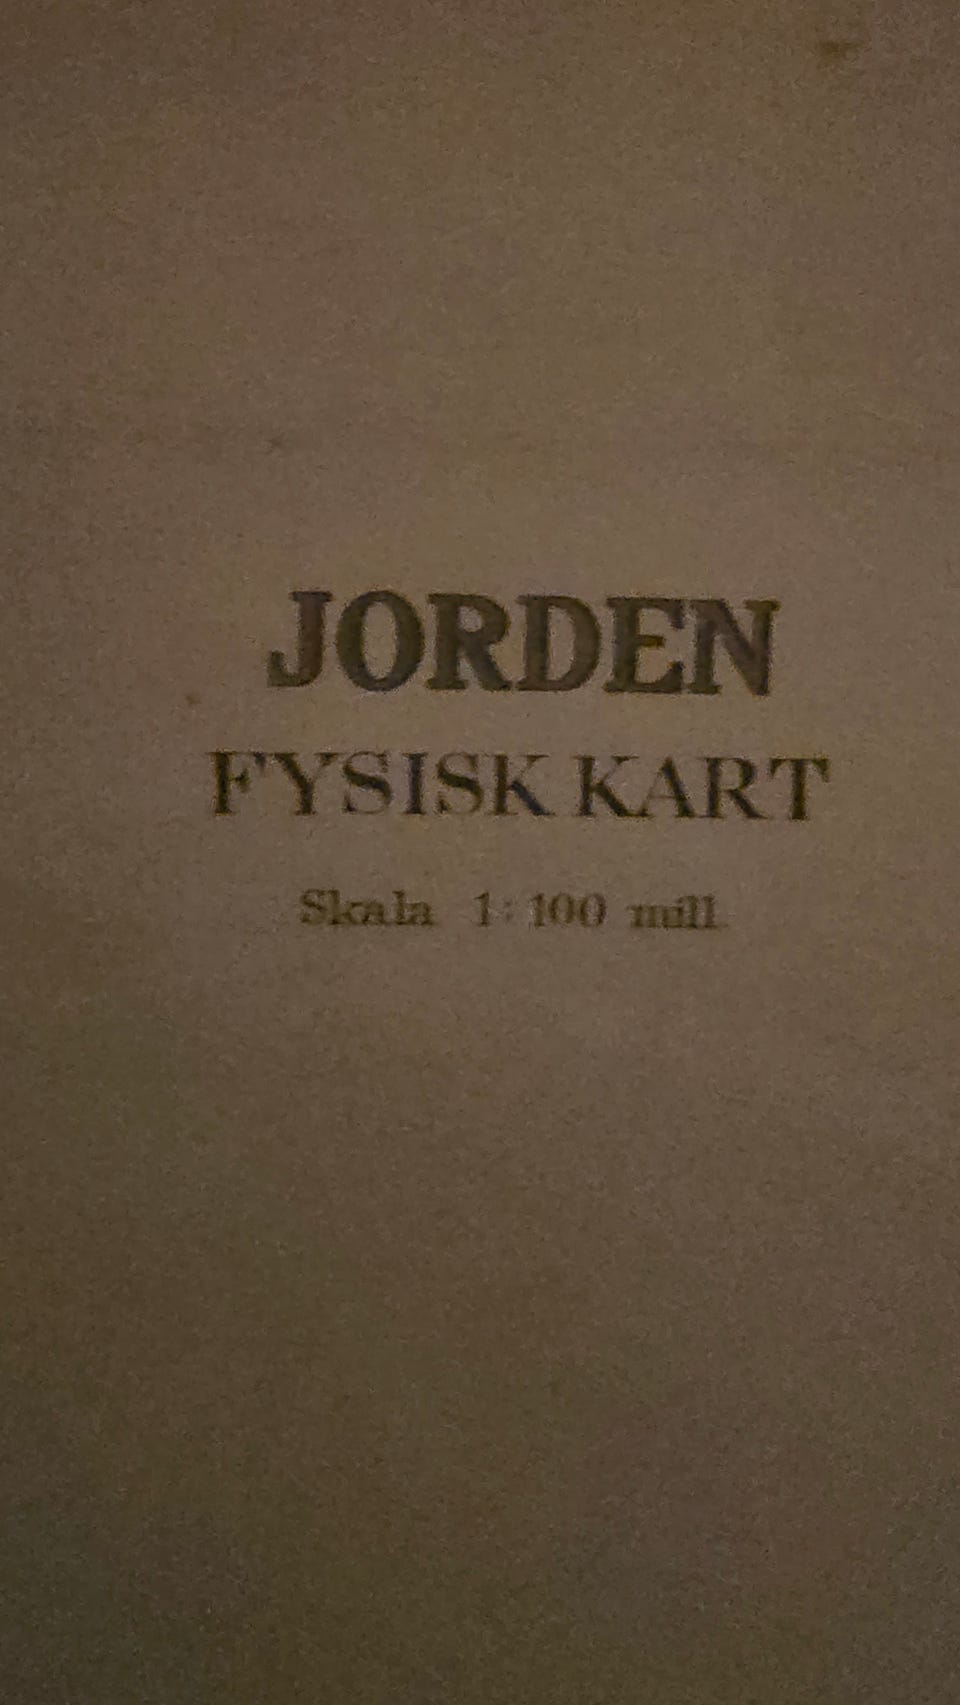 JORDEN
FYSISK KART
Skala 1:100 mill.